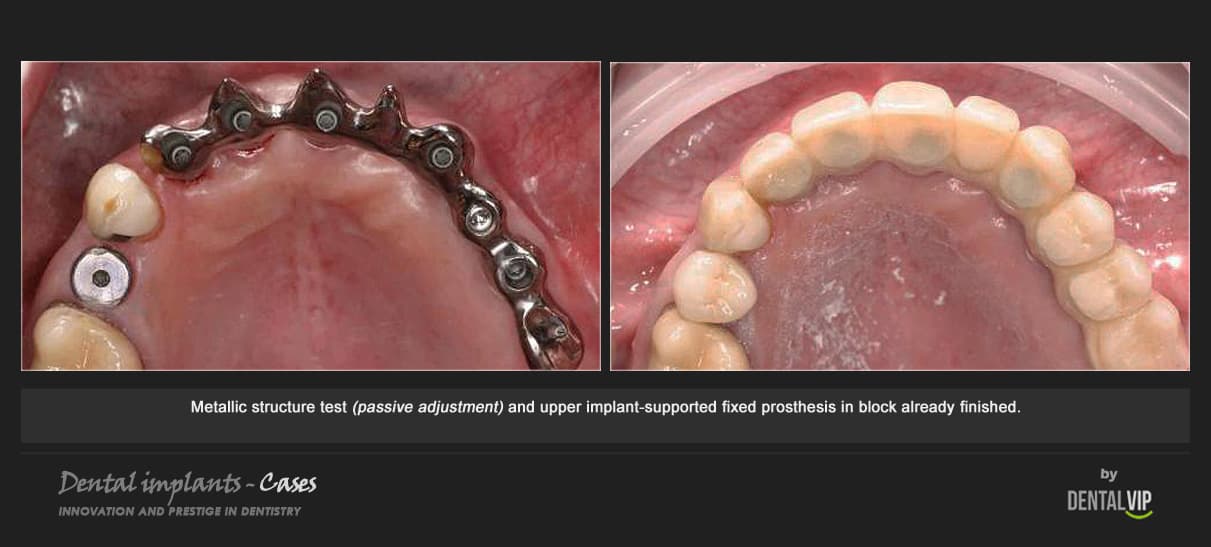 Metallic structure test (passive adjustment) and upper implant-supported fixed prosthesis in block already finished.
Dental implants - Cases
INNOVATION AND PRESTIGE IN DENTISTRY
by
DENTALVIP